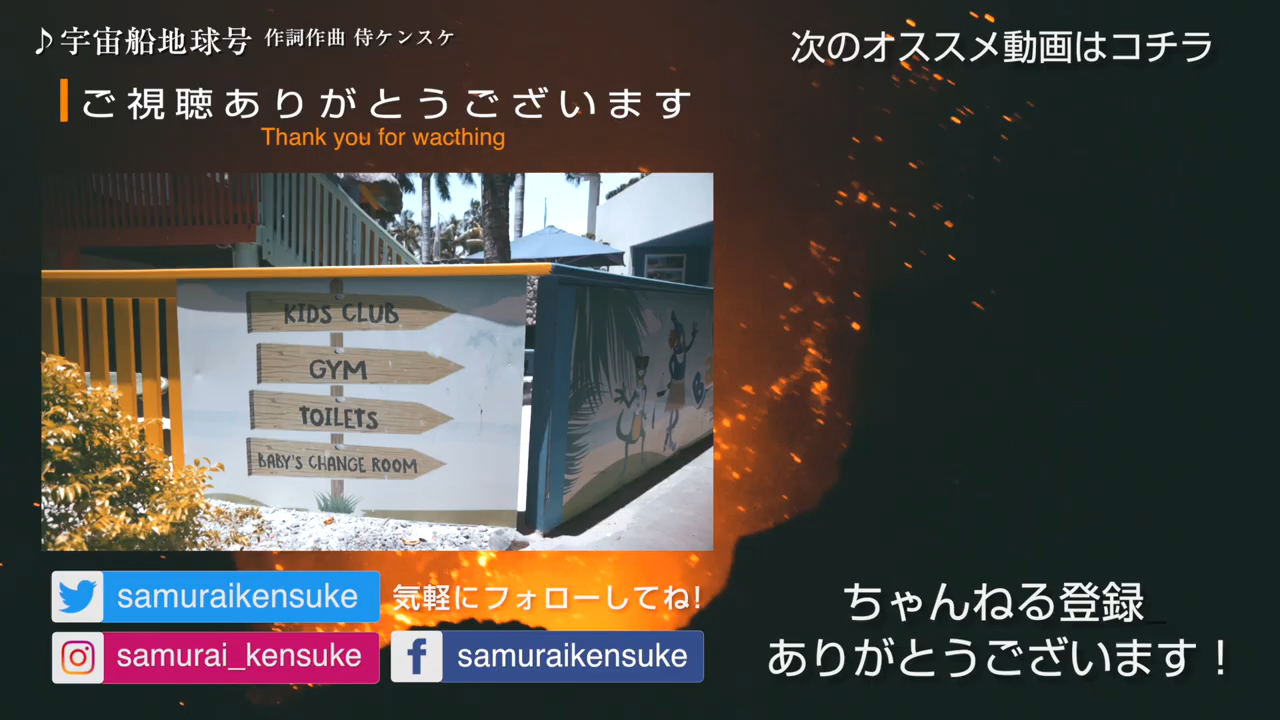 ♪宇宙船地球号 作詞作曲 侍ケンスケ
次のオススメ動画はコチラ
ご視聴ありがとうございます
Thank you for wacthing
KIDS CLUB
GYM
TOILETS
BABY'S CHANGE ROOM
samuraikensuke
気軽にフォローしてね!
samurai_kensuke
samuraikensuke
ちゃんねる登録
ありがとうございます！